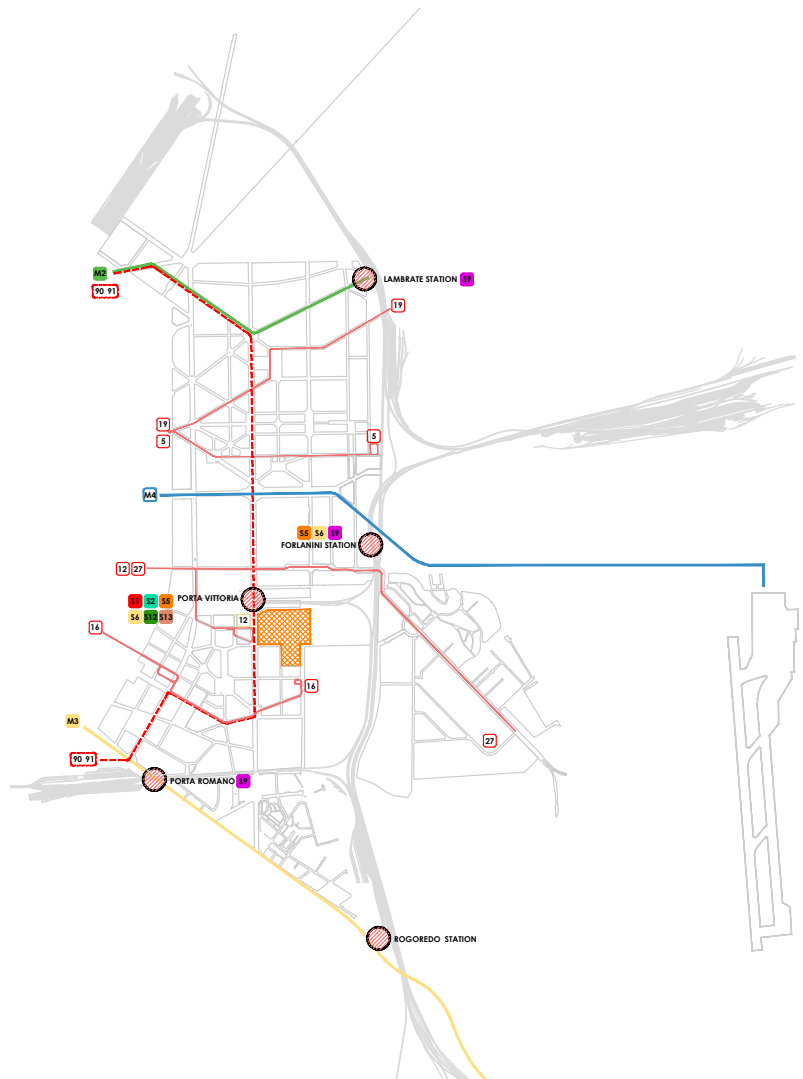 M2
90 91
LAMBRATE STATION S9
19
19
5
5
M4
S5 S6 S9
FORLANINI STATION
12 27
S1 S2 S5
PORTA VITTORIA
S6 S12 S13
12
16
16
M3
27
90 91
PORTA ROMANO S9
ROGOREDO STATION